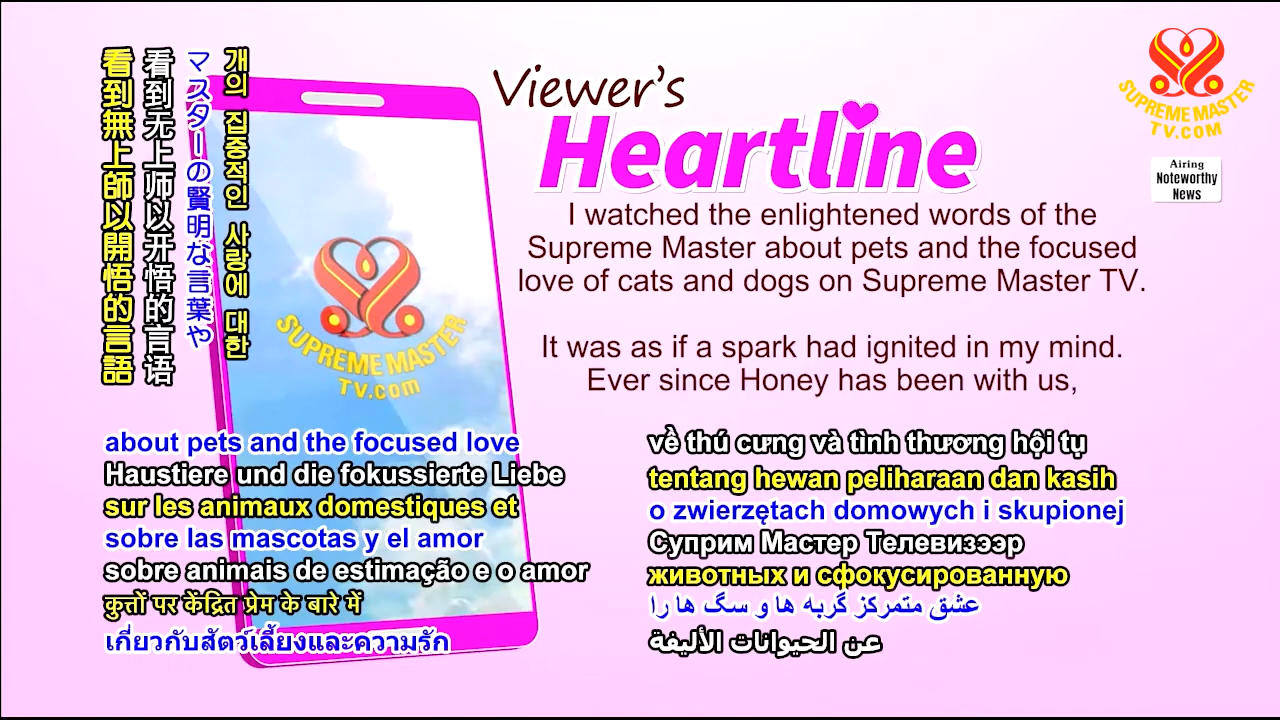 看到無上師以開悟的言語
看到无上师以开悟的言语
マスターの賢明な言葉や
개의 집중적인 사랑에 대한
Viewer's
Heartline
I watched the enlightened words of the
Supreme Master about pets and the focused
love of cats and dogs on Supreme Master TV.
It was as if a spark had ignited in my mind.
Ever since Honey has been with us,
SUPREME MASTER
TV.COM
Airing
Noteworthy
News
SUPREME MASTER
TV.com
about pets and the focused love
Haustiere und die fokussierte Liebe
sur les animaux domestiques et
sobre las mascotas y el amor
sobre animais de estimação e o amor
कुत्तों पर केंद्रित प्रेम के बारे में
เกี่ยวกับสัตว์เลี้ยงและความรัก
về thú cưng và tình thương hội tụ
tentang hewan peliharaan dan kasih
o zwierzętach domowych i skupionej
Суприм Мастер Телевизээр
животных и сфокусированную
عشق متمرکز گربه ها و سگ ها را
عن الحيوانات الأليفة